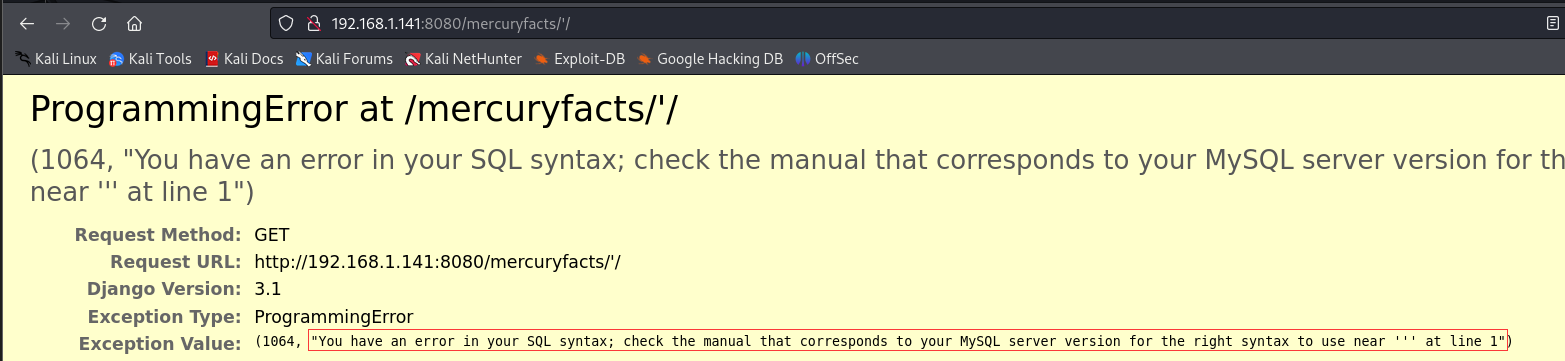 192.168.1.141:8080/mercuryfacts/'/
Kali Linux Kali Tools Kali Docs Kali Forums Kali NetHunter Exploit-DB Google Hacking DB OffSec
ProgrammingError at /mercuryfacts/'/
(1064, "You have an error in your SQL syntax; check the manual that corresponds to your MySQL server version for th
near ''' at line 1")
Request Method: GET
Request URL: http://192.168.1.141:8080/mercuryfacts/'/
Django Version: 3.1
Exception Type: ProgrammingError
Exception Value: (1064, "You have an error in your SQL syntax; check the manual that corresponds to your MySQL server version for the right syntax to use near ''' at line 1")